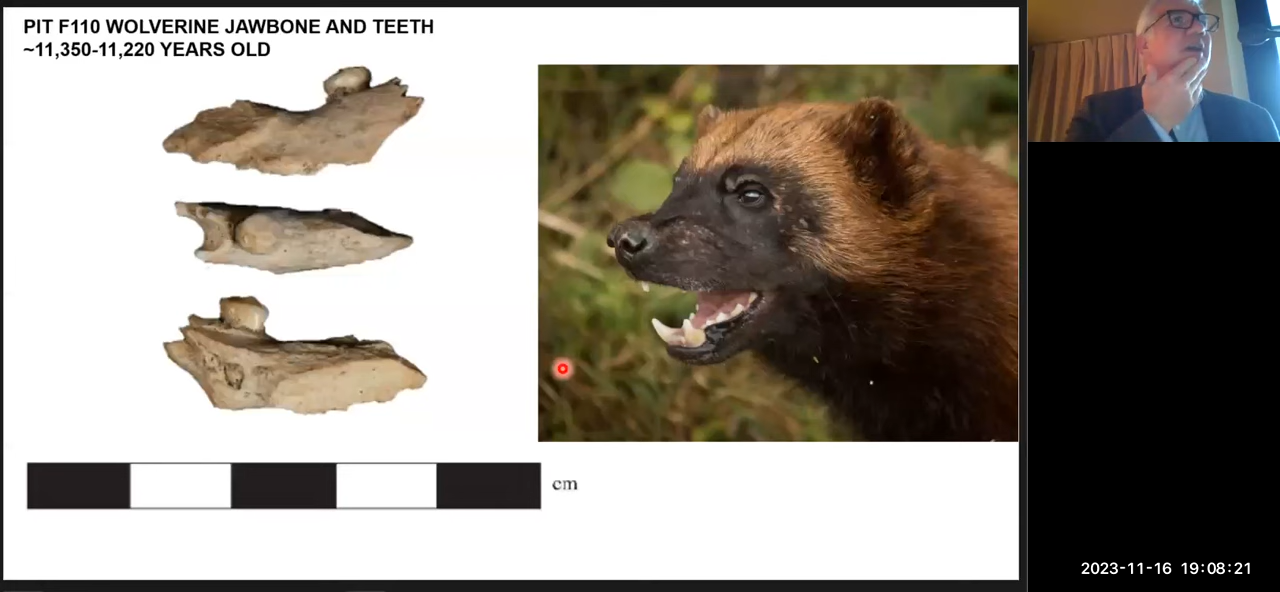 PIT F110 WOLVERINE JAWBONE AND TEETH
~11,350-11,220 YEARS OLD
cm
2023-11-16 19:08:21